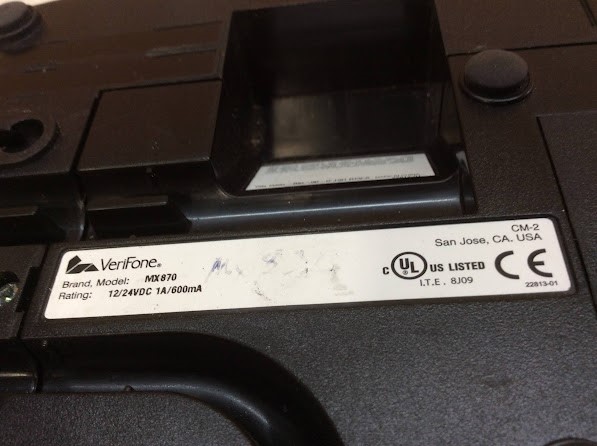 VeriFone®
Brand, Model: MX870
Rating: 12/24VDC 1A/600mA
CM-2
San Jose, CA. USA
C UL US LISTED CE
I.T.E. 8J09
22813-01